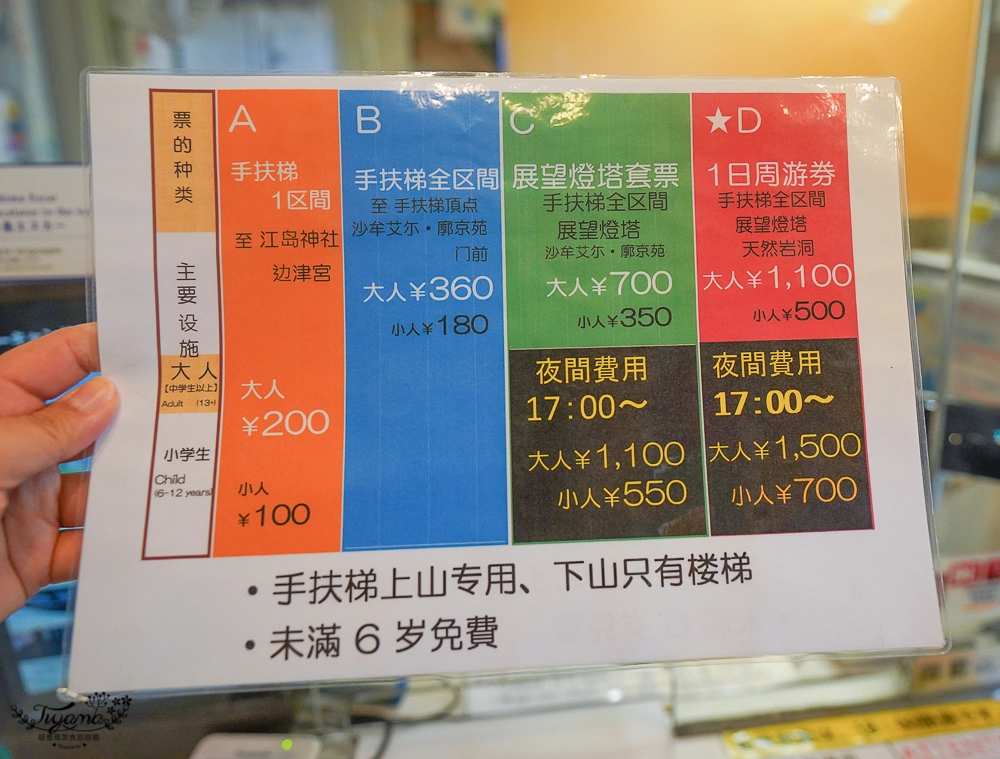 票的种类
主要设施
大人
【中学生以上】
Adult (13+)
小学生
Child
(6-12 years)
A
手扶梯
1区間
至 江岛神社
边津宮
大人
¥200
小人
¥100
B
手扶梯全区間
至 手扶梯頂点
沙牟艾尔・廓京苑
门前
大人¥360
小人¥180
C
展望燈塔套票
手扶梯全区間
展望燈塔
沙牟艾尔・廓京苑
大人¥700
小人¥350
夜間費用
17:00～
大人¥1,100
小人¥550
★D
1日周游券
手扶梯全区間
展望燈塔
天然岩洞
大人¥1,100
小人¥500
夜間費用
17:00～
大人¥1,500
小人¥700
・手扶梯上山专用、下山只有楼梯
・未滿 6 岁免費
Tiyama